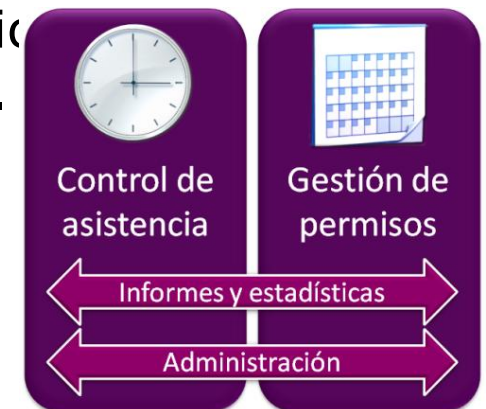 Control de
asistencia
Gestión de
permisos
Informes y estadísticas
Administración